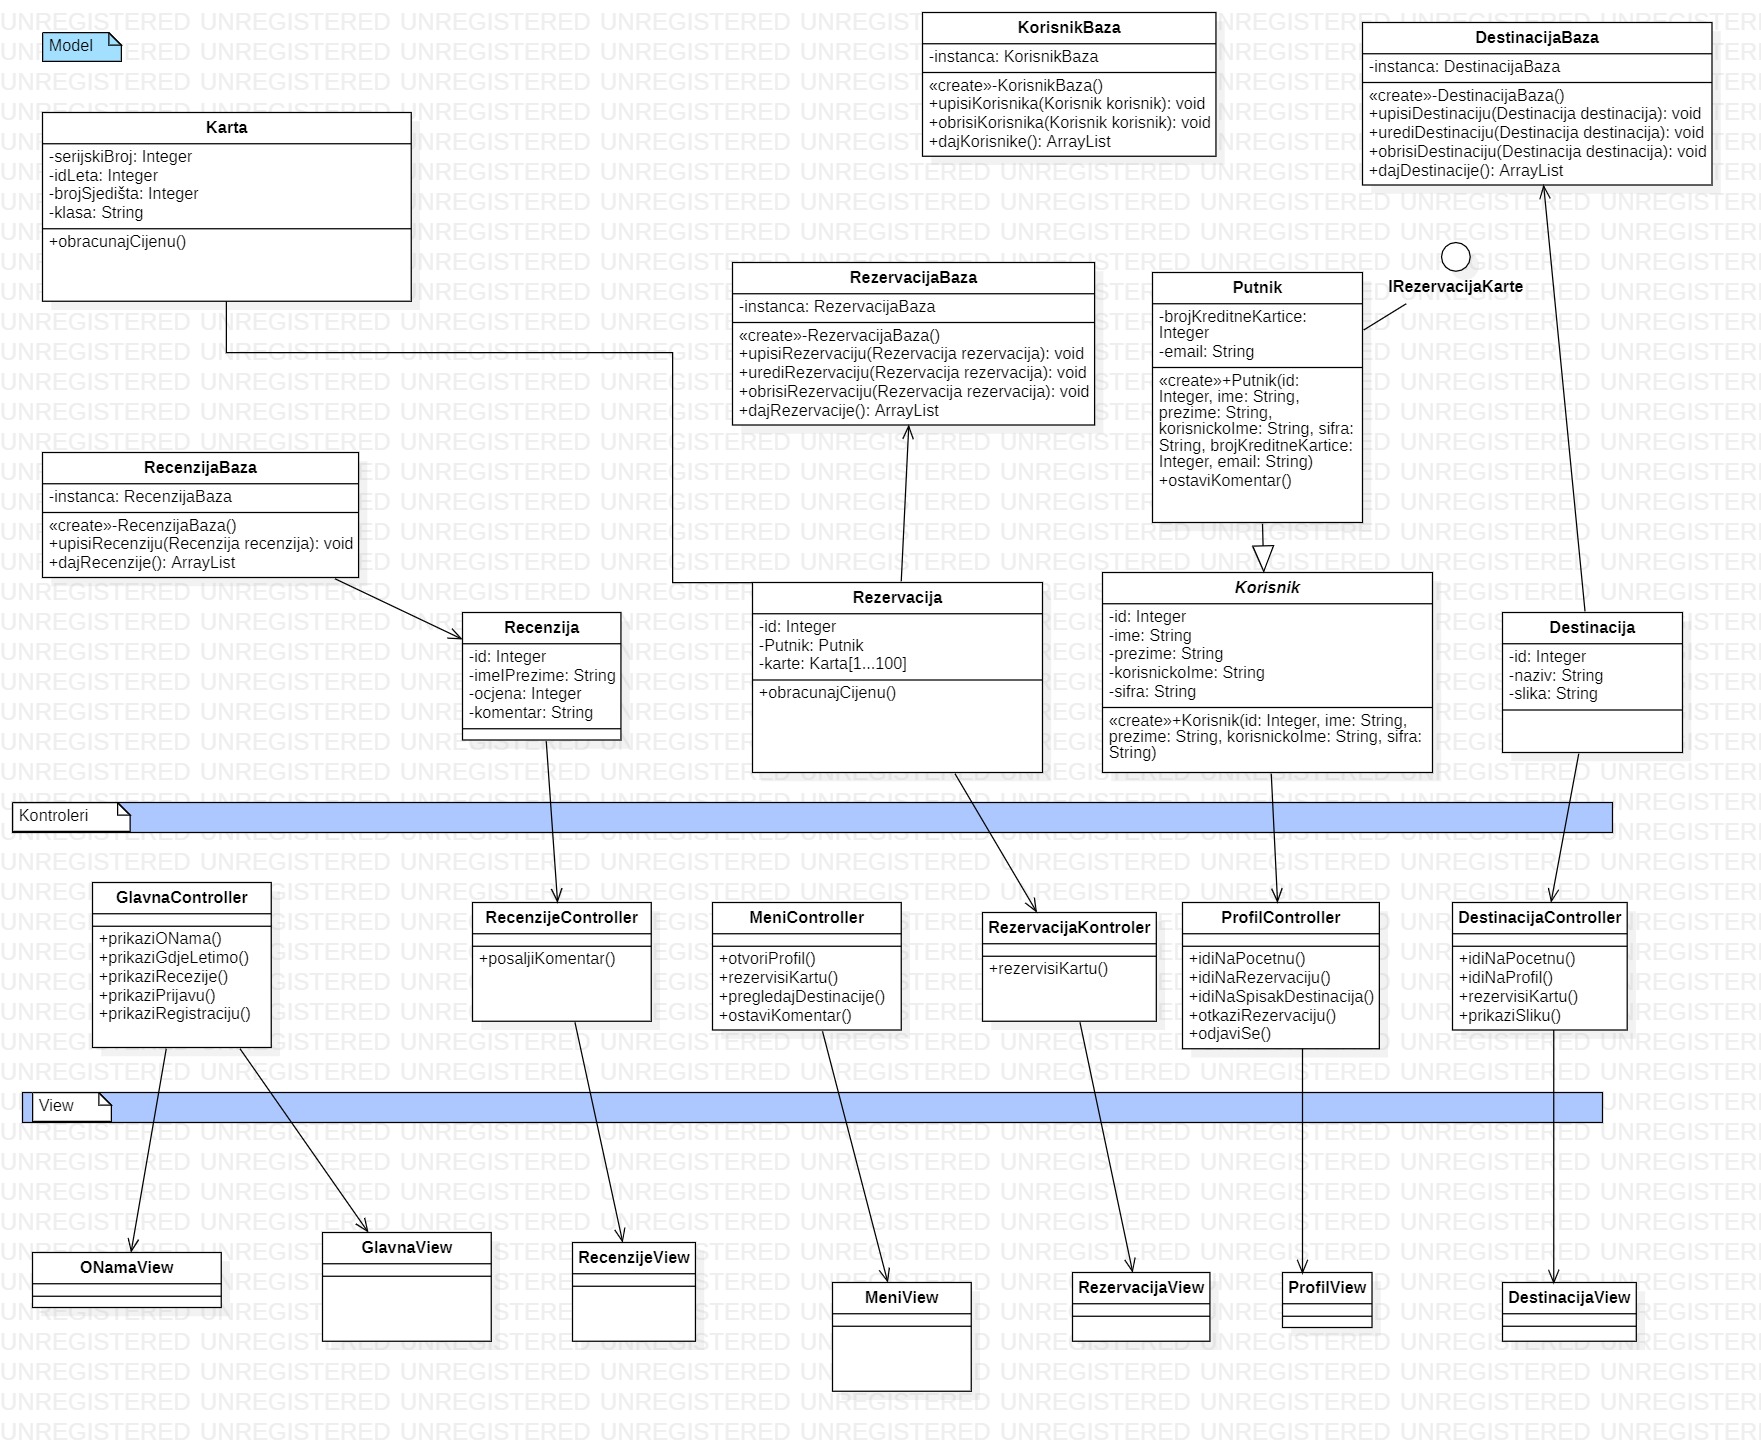 Model
KorisnikBaza
-instanca: KorisnikBaza
«create»-KorisnikBaza()
+upisiKorisnika(Korisnik korisnik): void
+obrisiKorisnika(Korisnik korisnik): void
+dajKorisnike(): ArrayList
DestinacijaBaza
-instanca: DestinacijaBaza
«create»-DestinacijaBaza()
+upisiDestinaciju(Destinacija destinacija): void
+urediDestinaciju(Destinacija destinacija): void
+obrisiDestinaciju(Destinacija destinacija): void
+dajDestinacije(): ArrayList
Karta
-serijskiBroj: Integer
-idLeta: Integer
-brojSjedišta: Integer
-klasa: String
+obracunajCijenu()
RezervacijaBaza
-instanca: RezervacijaBaza
«create»-RezervacijaBaza()
+upisiRezervaciju(Rezervacija rezervacija): void
+urediRezervaciju(Rezervacija rezervacija): void
+obrisiRezervaciju(Rezervacija rezervacija): void
+dajRezervacije(): ArrayList
Putnik
-brojKreditneKartice:
Integer
-email: String
«create»+Putnik(id:
Integer, ime: String,
prezime: String,
korisnickoIme: String, sifra:
String, brojKreditneKartice:
Integer, email: String)
+ostaviKomentar()
IRezervacijaKarte
RecenzijaBaza
-instanca: RecenzijaBaza
«create»-RecenzijaBaza()
+upisiRecenziju(Recenzija recenzija): void
+dajRecenzije(): ArrayList
Recenzija
-id: Integer
-imeIPrezime: String
-ocjena: Integer
-komentar: String
Rezervacija
-id: Integer
-Putnik: Putnik
-karte: Karta[1...100]
+obracunajCijenu()
Korisnik
-id: Integer
-ime: String
-prezime: String
-korisnickoIme: String
-sifra: String
«create»+Korisnik(id: Integer, ime: String,
prezime: String, korisnickoIme: String, sifra:
String)
Destinacija
-id: Integer
-naziv: String
-slika: String
Kontroleri
GlavnaController
+prikaziONama()
+prikaziGdjeLetimo()
+prikaziRecezije()
+prikaziPrijavu()
+prikaziRegistraciju()
RecenzijeController
+posaljiKomentar()
MeniController
+otvoriProfil()
+rezervisiKartu()
+pregledajDestinacije()
+ostaviKomentar()
RezervacijaKontroler
+rezervisiKartu()
ProfilController
+idiNaPocetnu()
+idiNaRezervaciju()
+idiNaSpisakDestinacija()
+otkaziRezervaciju()
+odjaviSe()
DestinacijaController
+idiNaPocetnu()
+idiNaProfil()
+rezervisiKartu()
+prikaziSliku()
View
ONamaView
GlavnaView
RecenzijeView
MeniView
RezervacijaView
ProfilView
DestinacijaView
UNREGISTERED